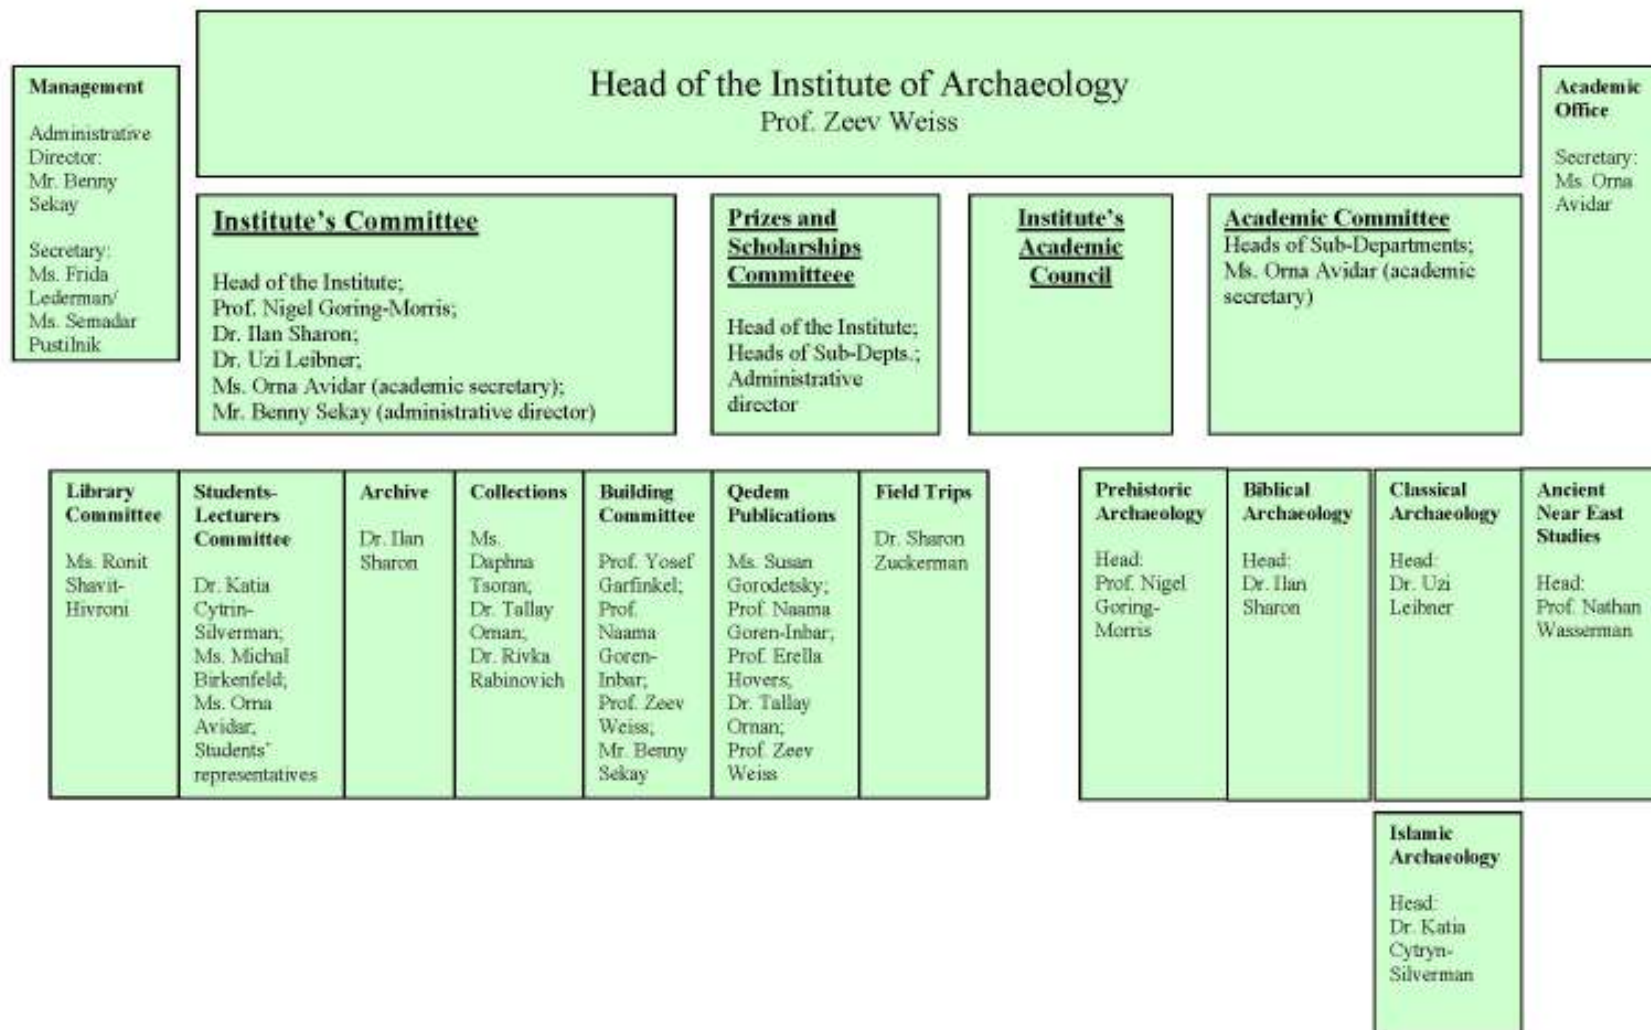 Head of the Institute of Archaeology
Prof. Zeev Weiss
Management
Administrative
Director:
Mr. Benny
Sekay
Secretary:
Ms. Frida
Lederman/
Ms. Semadar
Pustilnik
Academic
Office
Secretary:
Ms. Orna
Avidar
Institute's Committee
Head of the Institute;
Prof. Nigel Goring-Morris;
Dr. Ilan Sharon;
Dr. Uzi Leibner;
Ms. Orna Avidar (academic secretary);
Mr. Benny Sekay (administrative director)
Prizes and
Scholarships
Committeee
Head of the Institute;
Heads of Sub-Depts.;
Administrative
director
Institute's
Academic
Council
Academic Committee
Heads of Sub-Departments;
Ms. Orna Avidar (academic
secretary)
Library
Committee
Ms. Ronit
Shavit-
Hivroni
Students-
Lecturers
Committee
Dr. Katia
Cytrin-
Silverman;
Ms. Michal
Birkenfeld;
Ms. Orna
Avidar;
Students'
representatives
Archive
Dr. Ilan
Sharon
Collections
Ms.
Daphna
Tsoran;
Dr. Tallay
Ornan;
Dr. Rivka
Rabinovich
Building
Committee
Prof. Yosef
Garfinkel;
Prof.
Naama
Goren-
Inbar;
Prof. Zeev
Weiss;
Mr. Benny
Sekay
Qedem
Publications
Ms. Susan
Gorodetsky;
Prof. Naama
Goren-Inbar;
Prof. Erella
Hovers;
Dr. Tallay
Ornan;
Prof. Zeev
Weiss
Field Trips
Dr. Sharon
Zuckerman
Prehistoric
Archaeology
Head:
Prof. Nigel
Goring-
Morris
Biblical
Archaeology
Head:
Dr. Ilan
Sharon
Classical
Archaeology
Head:
Dr. Uzi
Leibner
Ancient
Near East
Studies
Head:
Prof. Nathan
Wasserman
Islamic
Archaeology
Head:
Dr. Katia
Cytryn-
Silverman